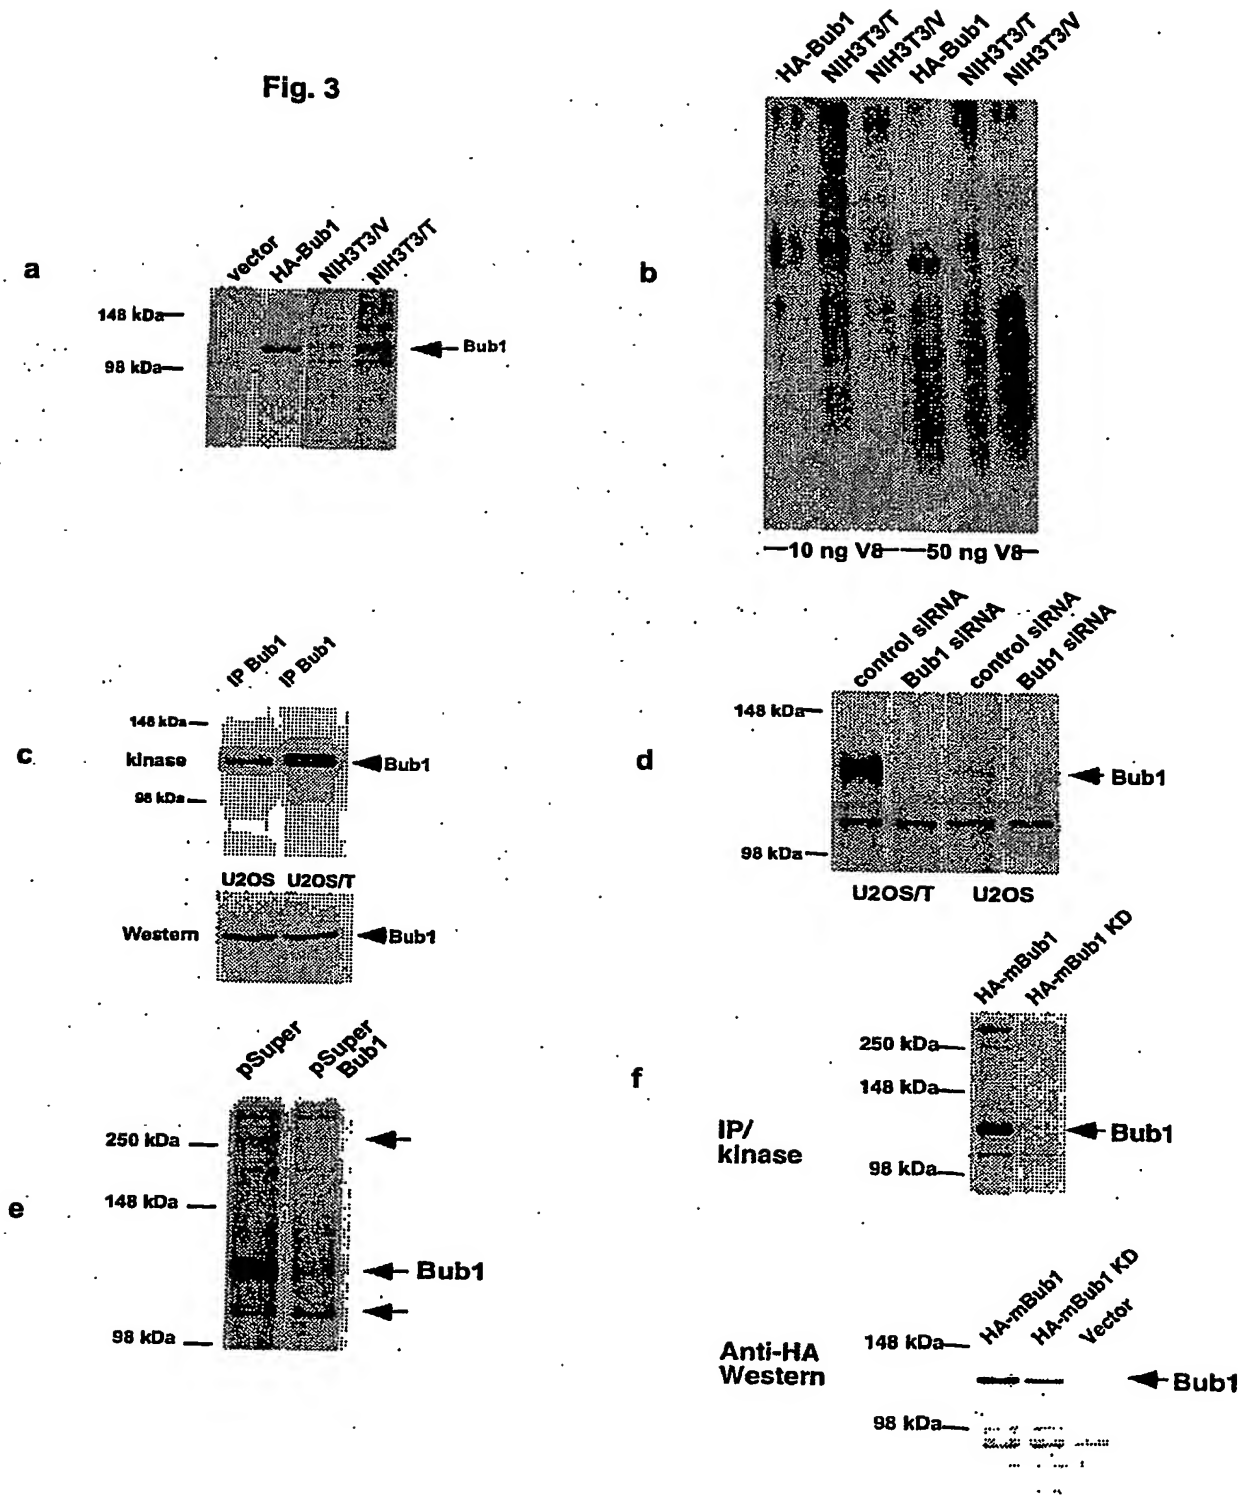 Fig. 3
a
vector
HA-Bub1
NIH3T3/V
NIH3T3/T
148 kDa
98 kDa
Bub1
b
HA-Bub1
NIH3T3/T
NIH3T3/V
HA-Bub1
NIH3T3/T
NIH3T3/V
10 ng V8
50 ng V8
c
IP Bub1
IP Bub1
148 kDa
kinase
98 kDa
Bub1
U2OS
U2OS/T
Western
Bub1
d
control siRNA
Bub1 siRNA
control siRNA
Bub1 siRNA
148 kDa
98 kDa
Bub1
U2OS/T
U2OS
e
pSuper
pSuper
Bub1
250 kDa
148 kDa
98 kDa
Bub1
f
HA-mBub1
HA-mBub1 KD
250 kDa
148 kDa
98 kDa
IP/
kinase
Bub1
HA-mBub1
HA-mBub1 KD
Vector
148 kDa
98 kDa
Anti-HA
Western
Bub1